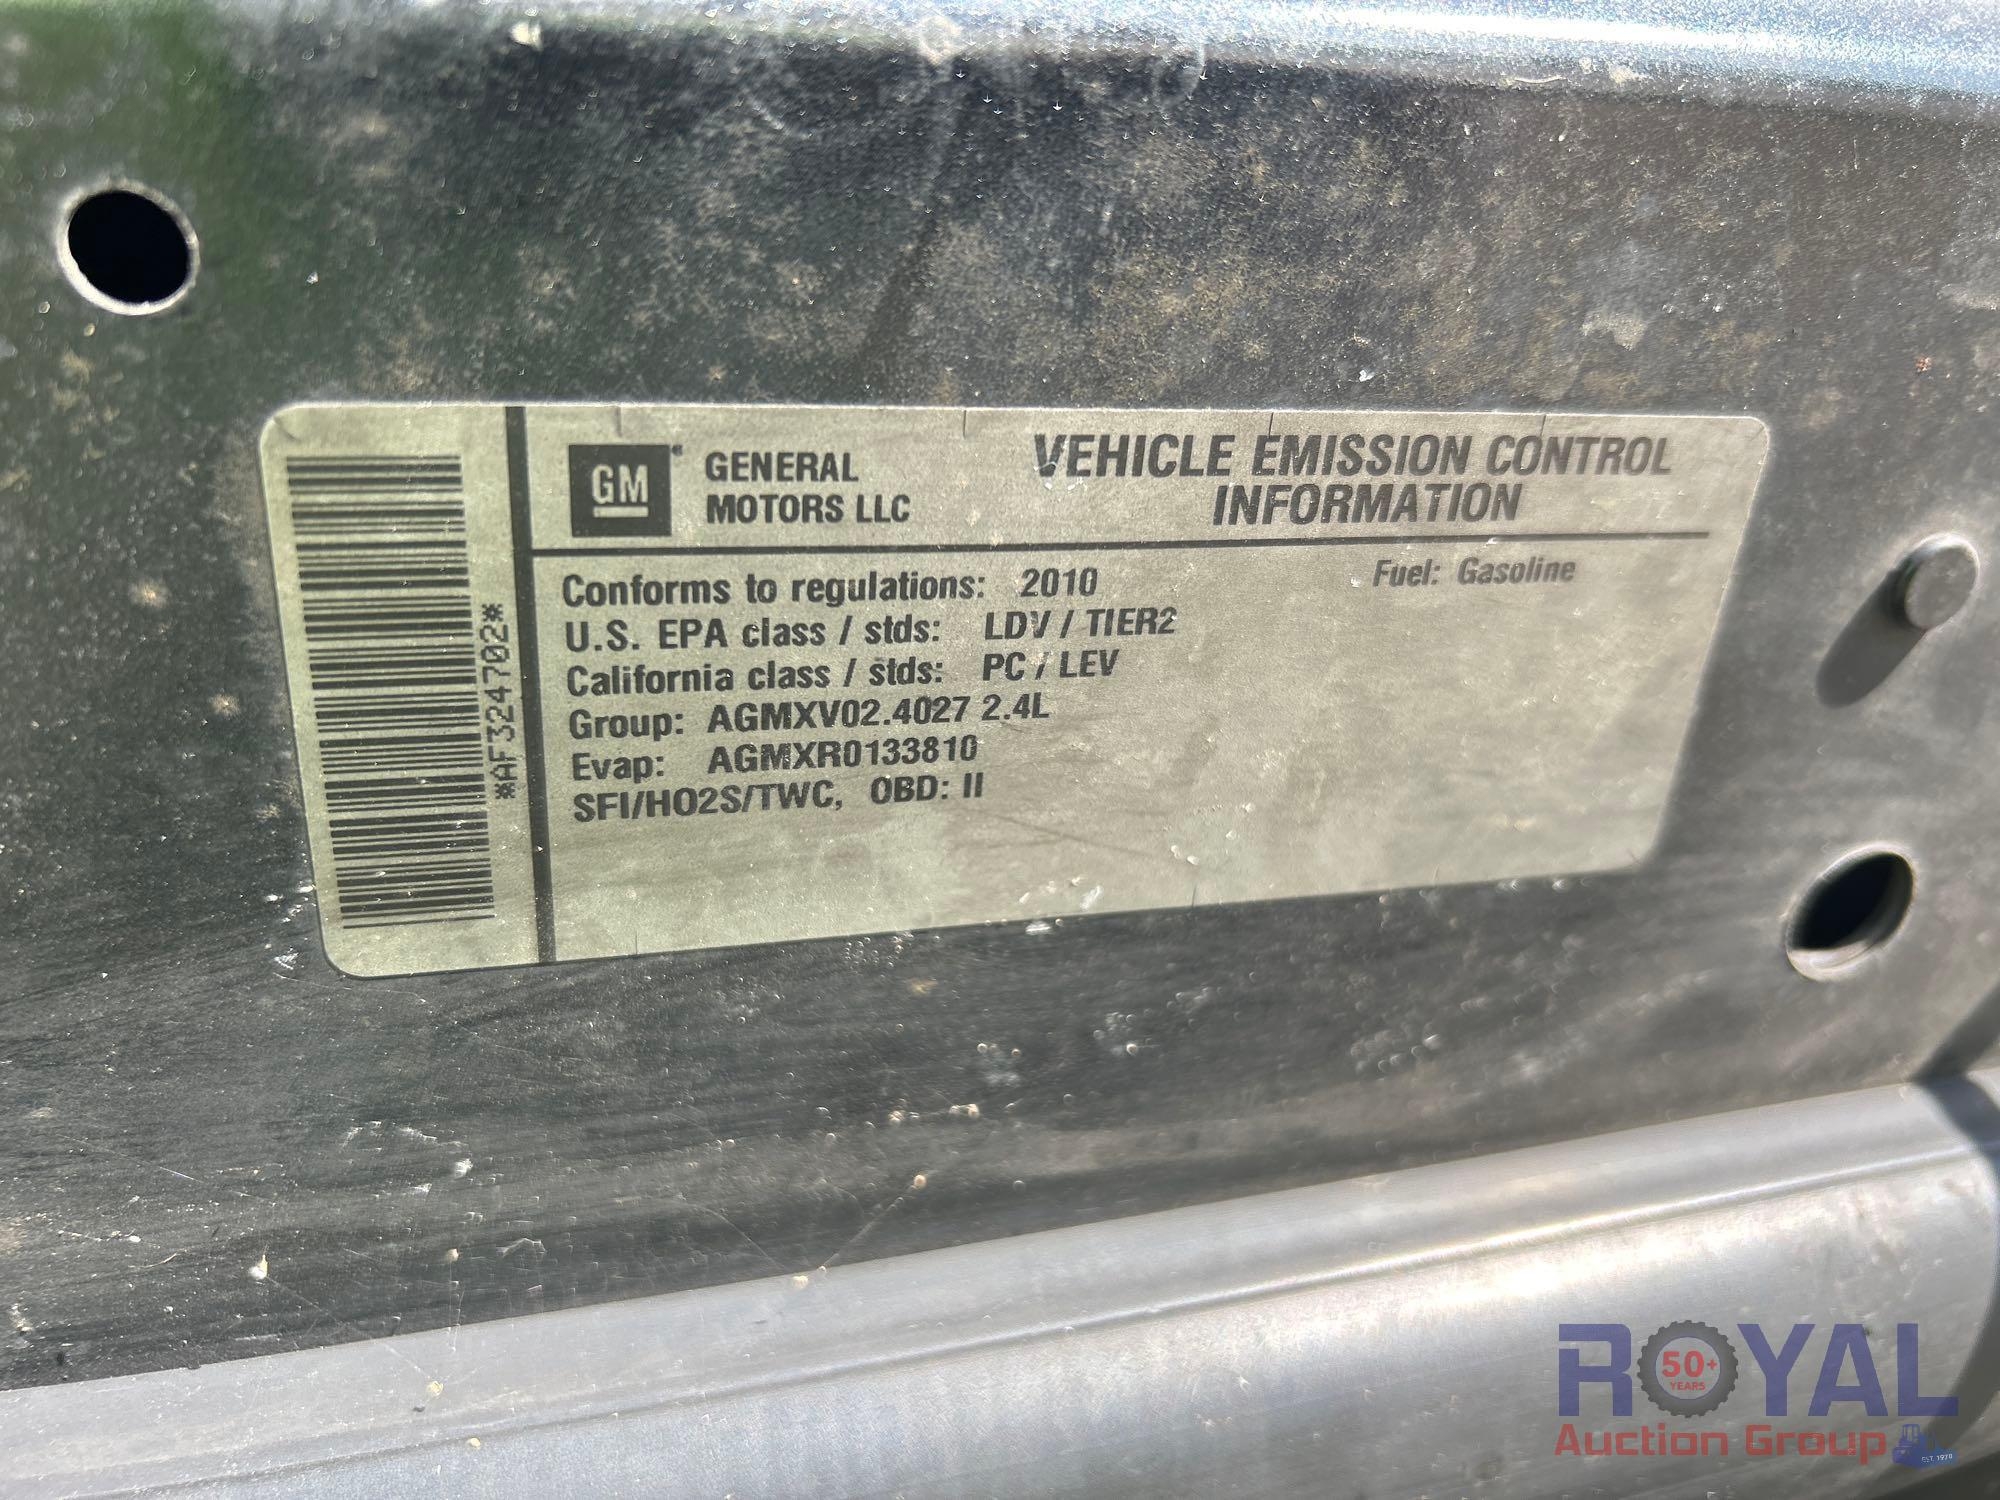 GM
GENERAL
MOTORS LLC
VEHICLE EMISSION CONTROL
INFORMATION
Fuel: Gasoline
Conforms to regulations: 2010
U.S. EPA class / stds: LDV / TIER2
California class / stds: PC / LEV
Group: AGMXV02.4027 2.4L
Evap: AGMXR0133810
SFI/HO2S/TWC, OBD: II
*AF324702*
ROYAL
50+
YEARS
Auction Group
EST. 1970